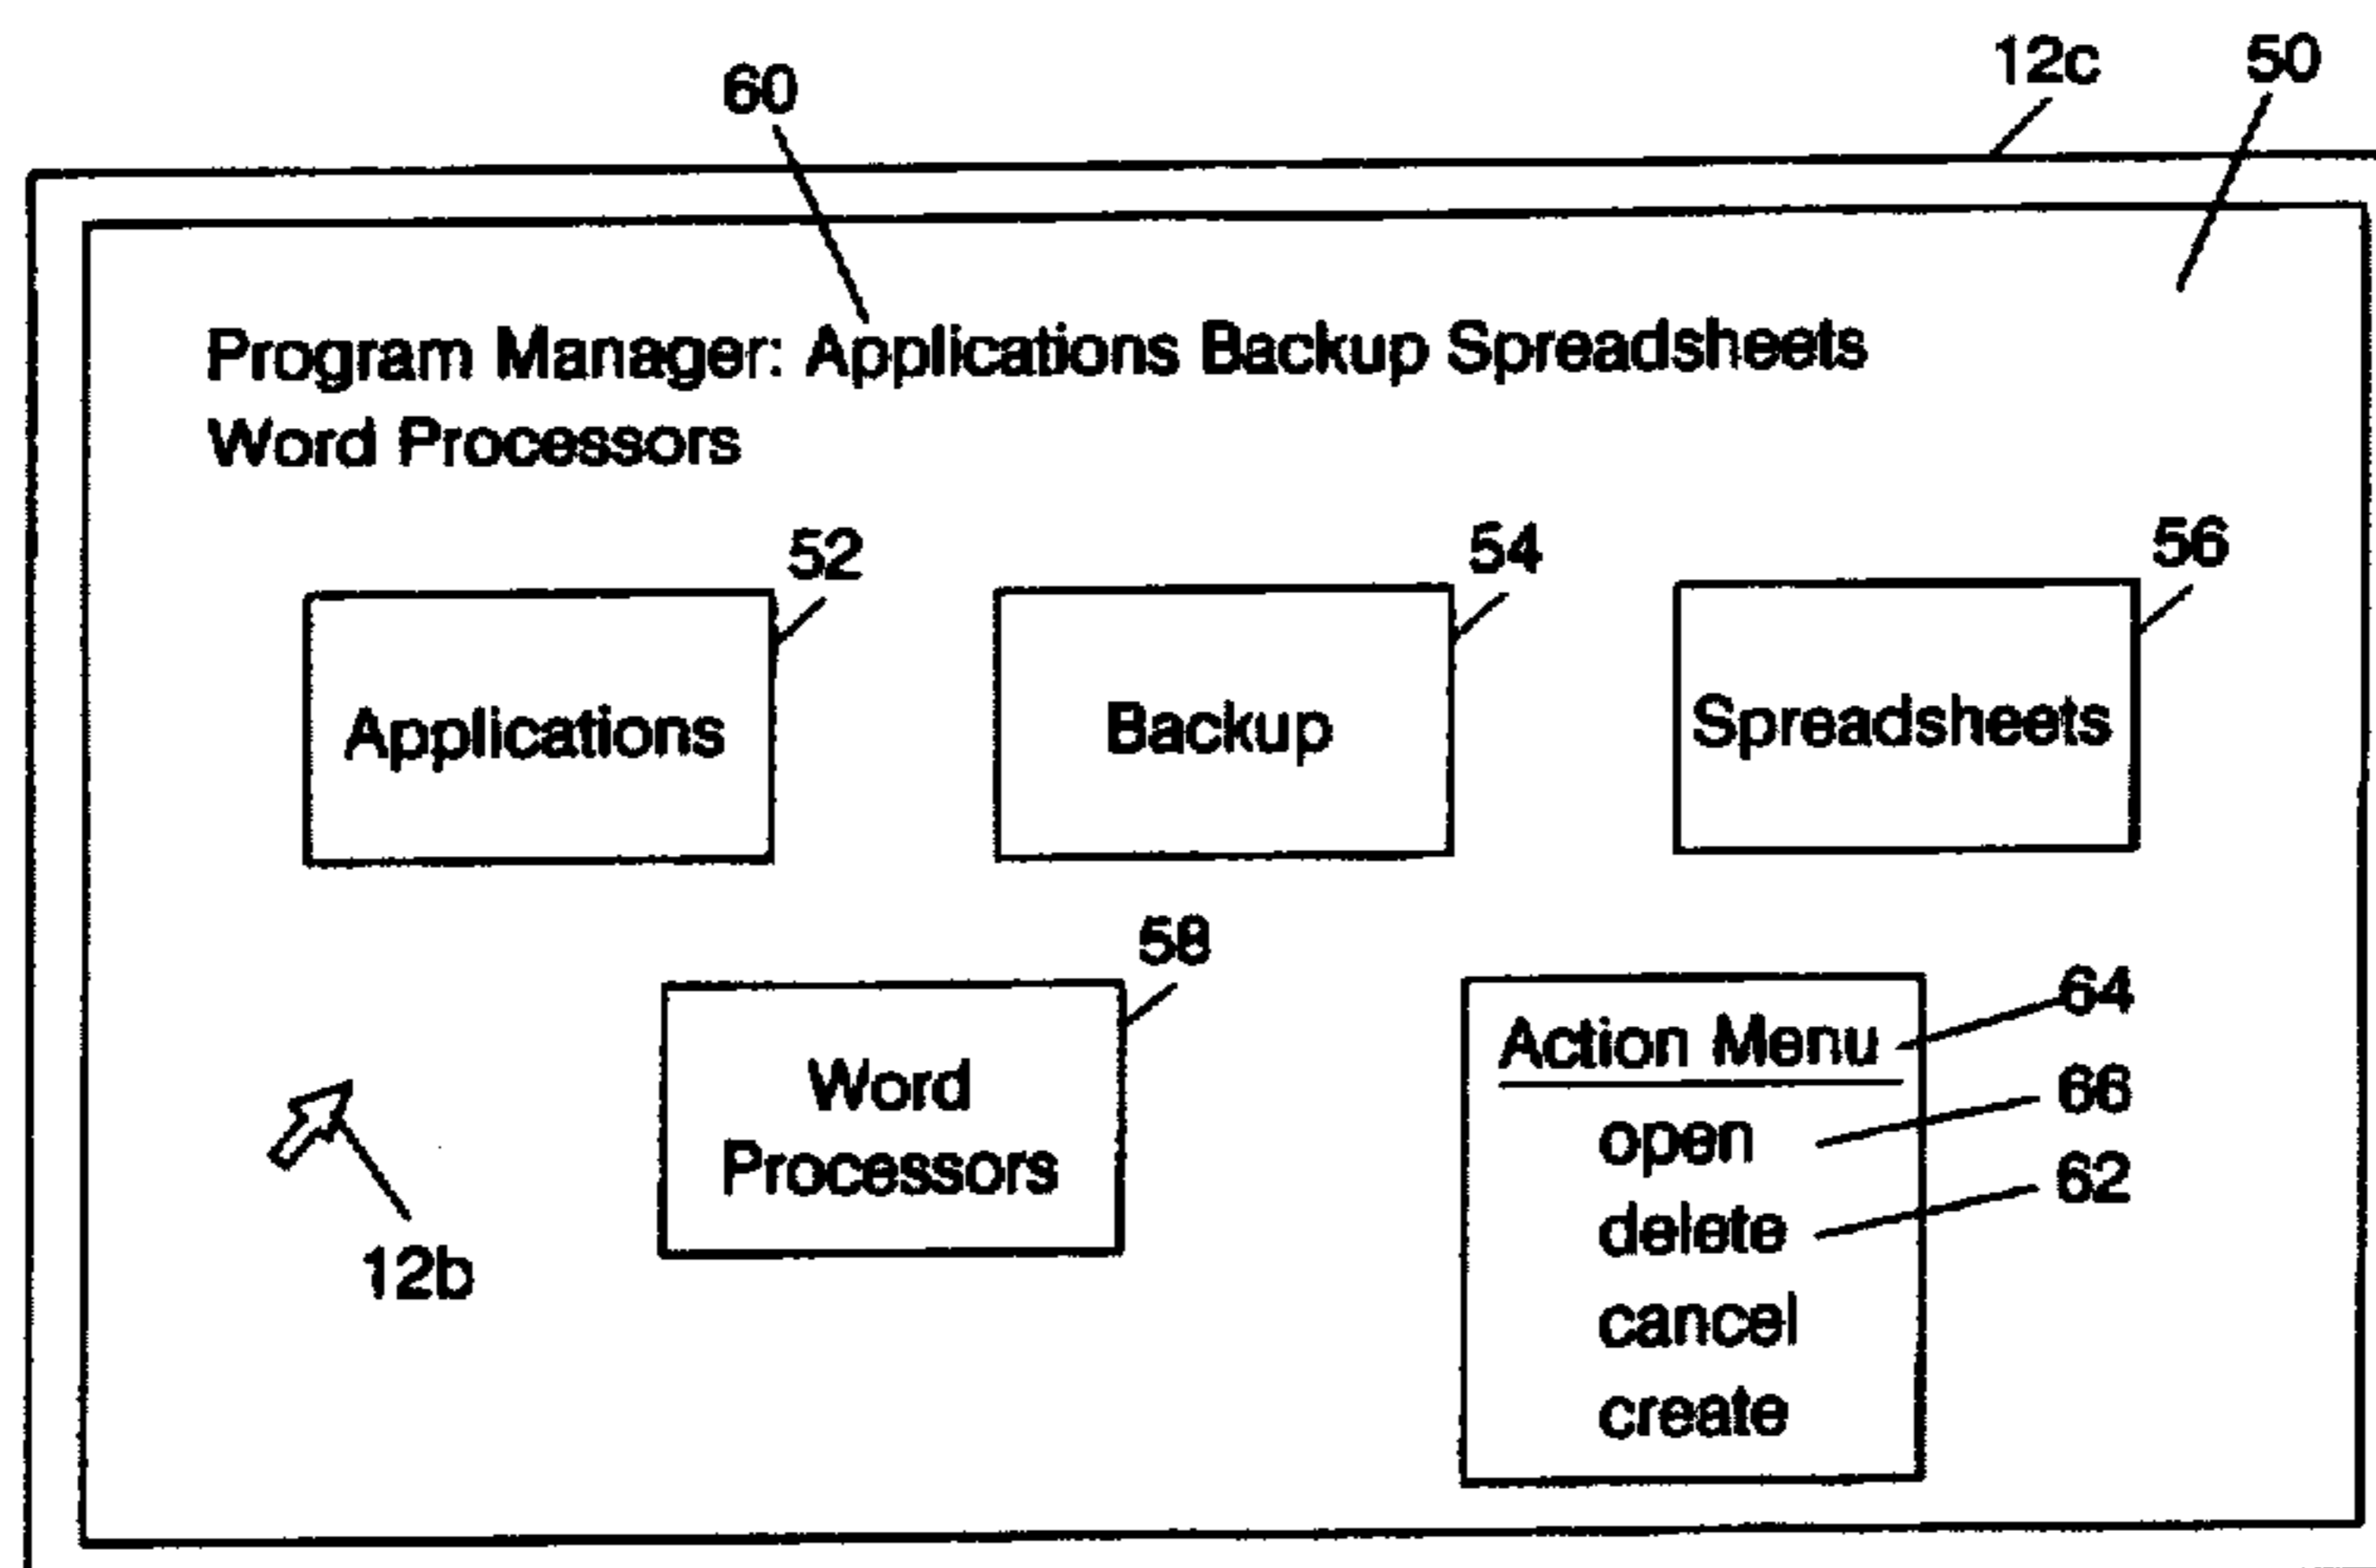 60
12c
50
Program Manager: Applications Backup Spreadsheets
Word Processors
52
54
56
Applications
Backup
Spreadsheets
58
64
Action Menu
66
open
62
delete
cancel
create
Word
Processors
12b